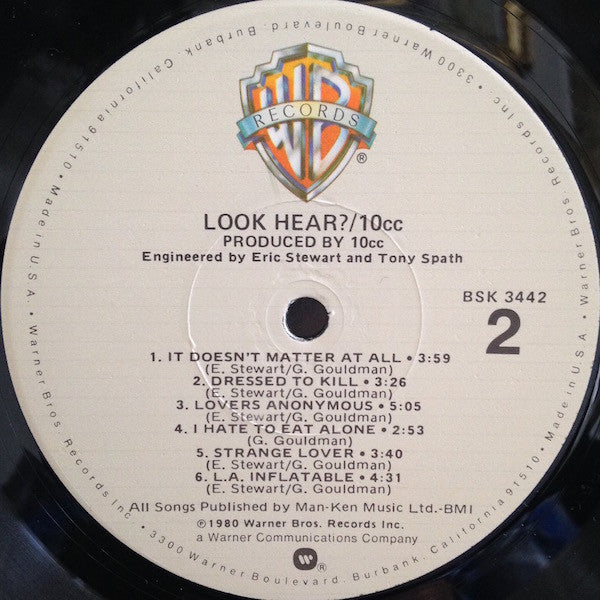 WB
RECORDS
®
LOOK HEAR?/10cc
PRODUCED BY 10cc
Engineered by Eric Stewart and Tony Spath
BSK 3442
2
1. IT DOESN'T MATTER AT ALL • 3:59
(E. Stewart/G. Gouldman)
2. DRESSED TO KILL • 3:26
(E. Stewart/G. Gouldman)
3. LOVERS ANONYMOUS • 5:05
(E. Stewart/G. Gouldman)
4. I HATE TO EAT ALONE • 2:53
(G. Gouldman)
5. STRANGE LOVER • 3:40
(E. Stewart/G. Gouldman)
6. L.A. INFLATABLE • 4:31
(E. Stewart/G. Gouldman)
All Songs Published by Man-Ken Music Ltd.-BMI
℗1980 Warner Bros. Records Inc.
a Warner Communications Company
W ®
Warner Bros. Records Inc. • 3300 Warner Boulevard, Burbank, California 91510 • Made in U.S.A. • Warner Bros. Records Inc. • 3300 Warner Boulevard, Burbank, California 91510 • Made in U.S.A. •